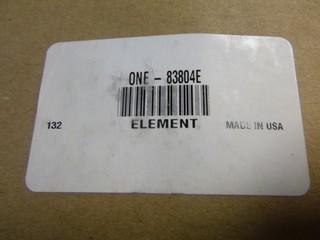 ONE - 83804E
ELEMENT
132
MADE IN USA